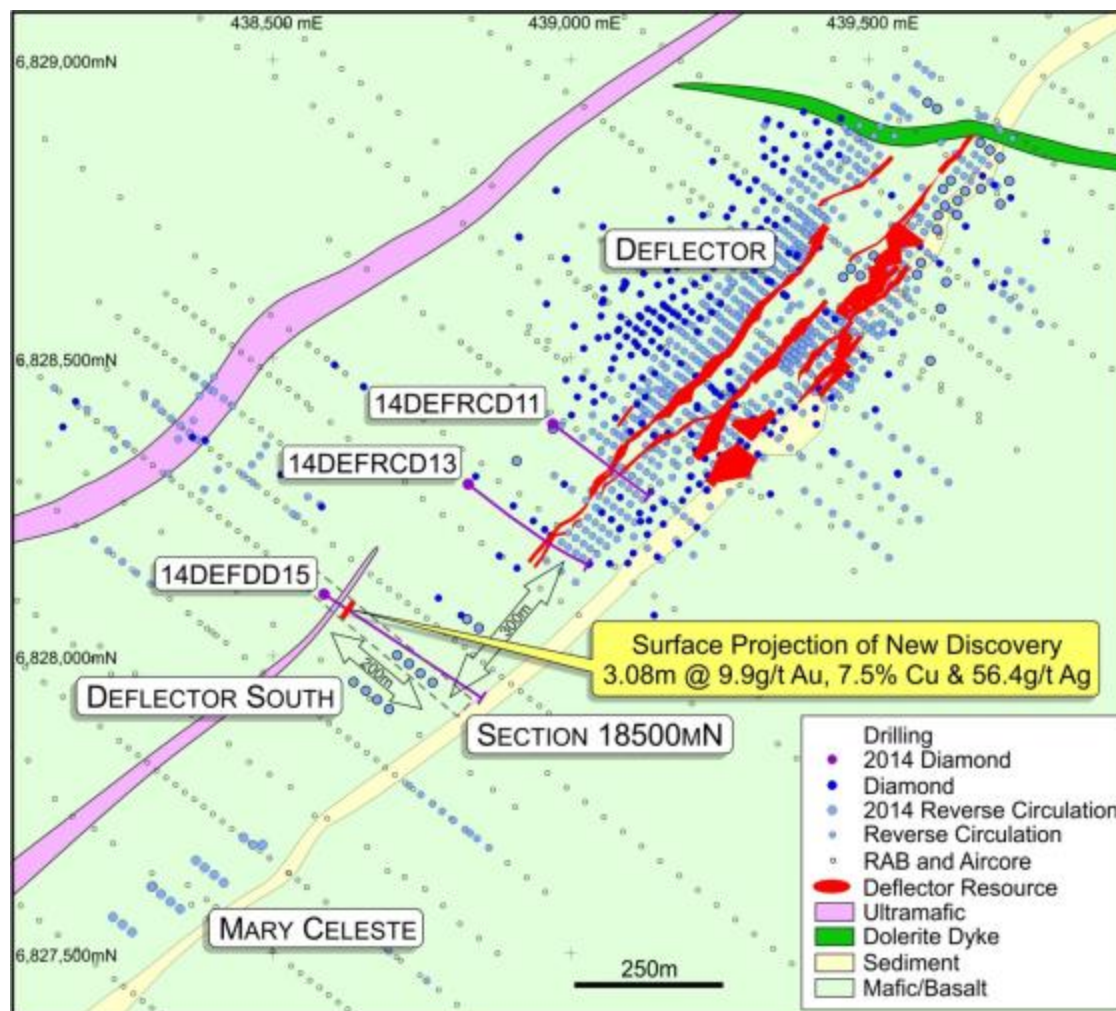 438,500 mE
439,000 mE
439,500 mE
6,829,000mN
DEFLECTOR
6,828,500mN
14DEFRCD11
14DEFRCD13
14DEFDD15
300m
200m
Surface Projection of New Discovery
3.08m @ 9.9g/t Au, 7.5% Cu & 56.4g/t Ag
6,828,000mN
DEFLECTOR SOUTH
SECTION 18500MN
MARY CELESTE
6,827,500mN
250m
Drilling
2014 Diamond
Diamond
2014 Reverse Circulation
Reverse Circulation
RAB and Aircore
Deflector Resource
Ultramafic
Dolerite Dyke
Sediment
Mafic/Basalt